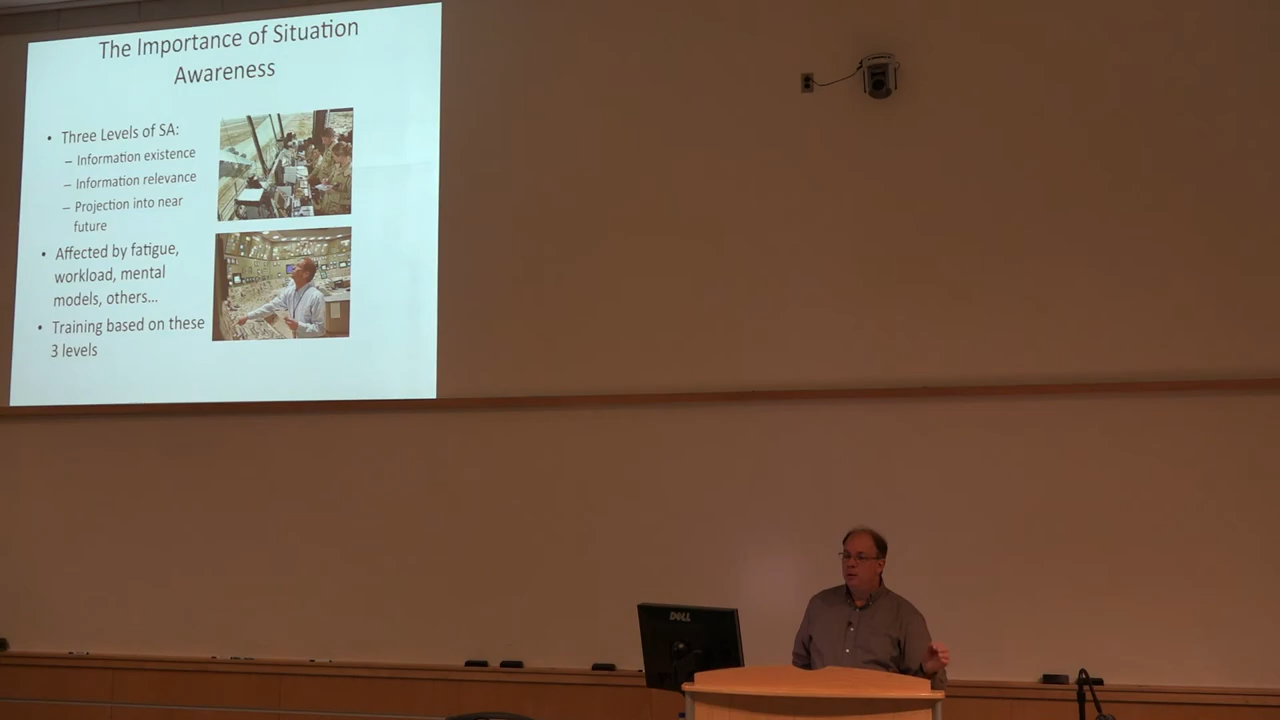 The Importance of Situation
Awareness
• Three Levels of SA:
– Information existence
– Information relevance
– Projection into near
future
• Affected by fatigue,
workload, mental
models, others...
• Training based on these
3 levels
DELL